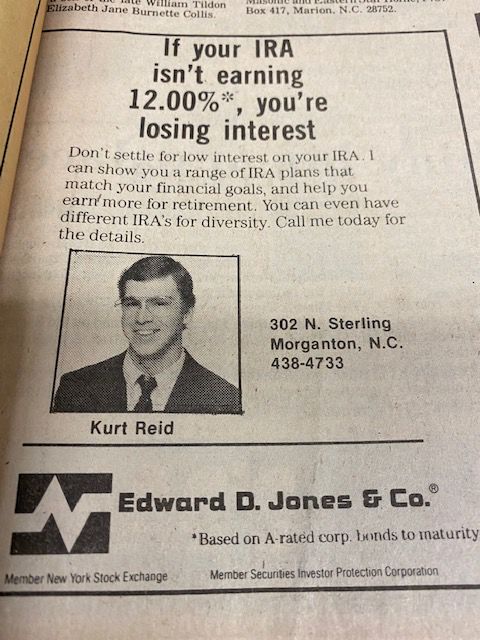 late William Tildon
Elizabeth Jane Burnette Collis.
Box 417, Marion, N.C. 28752.
If your IRA
isn't earning
12.00%*, you're
losing interest
Don't settle for low interest on your IRA. I
can show you a range of IRA plans that
match your financial goals, and help you
earn more for retirement. You can even have
different IRA's for diversity. Call me today for
the details.
302 N. Sterling
Morganton, N.C.
438-4733
Kurt Reid
Edward D. Jones & Co.®
*Based on A-rated corp. bonds to maturity
Member New York Stock Exchange
Member Securities Investor Protection Corporation